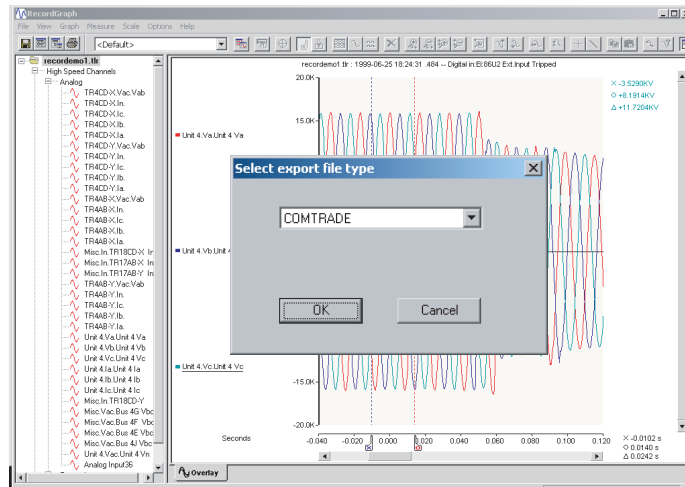 RecordGraph
File View Graph Measure Scale Options Help
<Default>
recordemo1.tlr
High Speed Channels
Analog
TR4CD-X.Vac.Vab
TR4CD-X.In.
TR4CD-X.Ic.
TR4CD-X.Ib.
TR4CD-X.Ia.
TR4CD-Y.Vac.Vab
TR4CD-Y.In.
TR4CD-Y.Ic.
TR4CD-Y.Ib.
TR4CD-Y.Ia.
TR4AB-X.Vac.Vab
TR4AB-X.In.
TR4AB-X.Ic.
TR4AB-X.Ib.
TR4AB-X.Ia.
Misc.In.TR18CD-X In
Misc.In.TR17AB-X In
Misc.In.TR17AB-Y In
TR4AB-Y.Vac.Vab
TR4AB-Y.In.
TR4AB-Y.Ic.
TR4AB-Y.Ib.
TR4AB-Y.Ia.
Unit 4.Va.Unit 4 Va
Unit 4.Vb.Unit 4 Vb
Unit 4.Vc.Unit 4 Vc
Unit 4.Ia.Unit 4 Ia
Unit 4.Ib.Unit 4 Ib
Unit 4.Ic.Unit 4 Ic
Misc.In.TR18CD-Y
Misc.Vac.Bus 4G Vbc
Misc.Vac.Bus 4F Vbc
Misc.Vac.Bus 4E Vbc
Misc.Vac.Bus 4J Vbc
Unit 4.Vac.Unit 4 Vn
Analog Input36
recordemo1.tlr : 1999-06-25 18:24:31 .484 -- Digital in:Et.86U2 Ext.Input Tripped
20.0K
15.0K
-15.0K
-20.0K
Unit 4.Va.Unit 4 Va
Unit 4.Vb.Unit 4
Unit 4.Vc.Unit 4 Vc
X -3.5290KV
O +8.1914KV
Δ +11.7204KV
Select export file type
COMTRADE
OK Cancel
Seconds -0.040 -0.020 0.000 0.020 0.040 0.060 0.080 0.100 0.120
X O
X -0.0102 s
O 0.0140 s
Δ 0.0242 s
Overlay